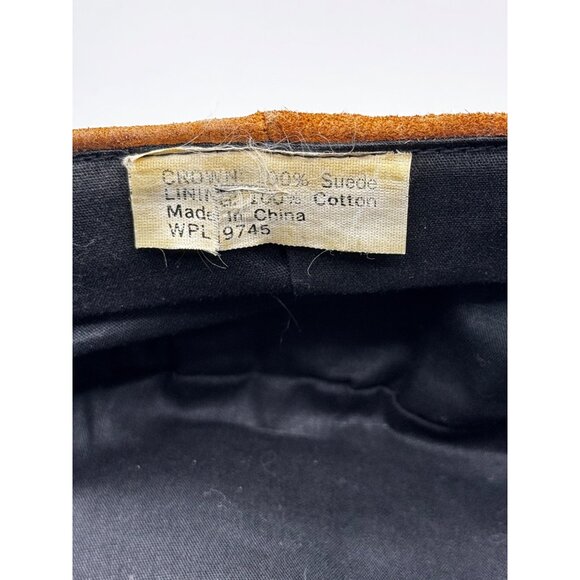 CROWN: 100% Suede
LINING: 100% Cotton
Made in China
WPL 9745